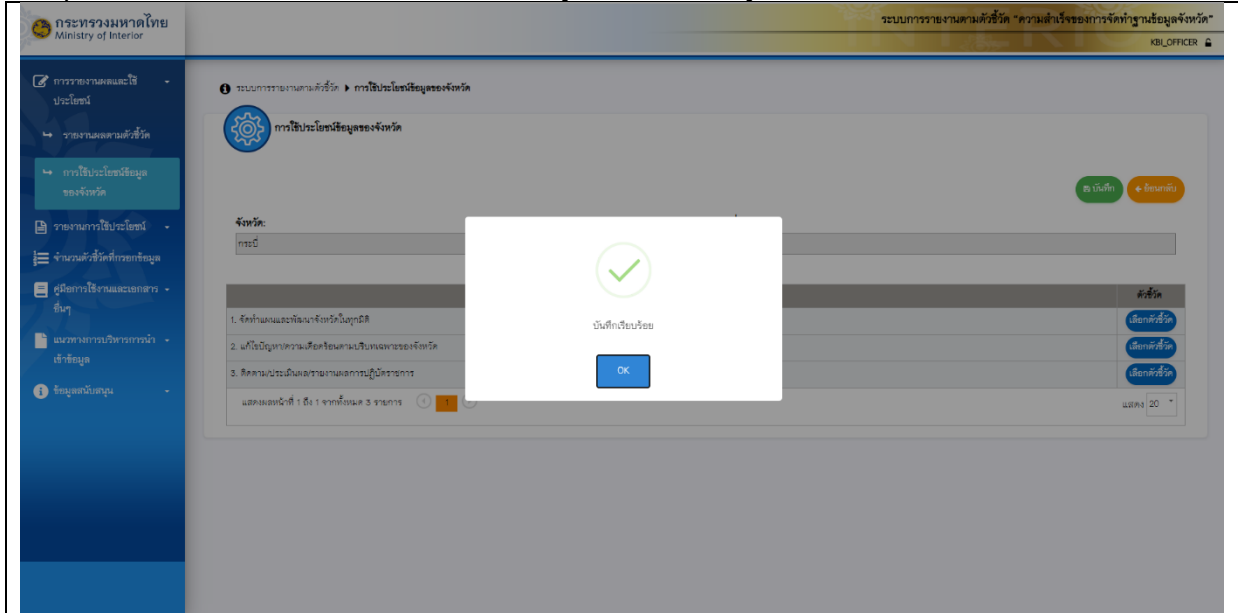 กระทรวงมหาดไทย
Ministry of Interior
ระบบการรายงานตามตัวชี้วัด "ความสำเร็จของการจัดทำฐานข้อมูลจังหวัด"
KBI_OFFICER
การรายงานผลและใช้
ประโยชน์
รายงานผลตามตัวชี้วัด
การใช้ประโยชน์ข้อมูล
ของจังหวัด
รายงานการใช้ประโยชน์
จำนวนตัวชี้วัดที่กรอกข้อมูล
คู่มือการใช้งานและเอกสาร
อื่นๆ
แนวทางการบริหารการนำ
เข้าข้อมูล
ข้อมูลสนับสนุน
ระบบการรายงานตามตัวชี้วัด การใช้ประโยชน์ข้อมูลของจังหวัด
การใช้ประโยชน์ข้อมูลของจังหวัด
บันทึก ย้อนกลับ
จังหวัด:
กระบี่
ตัวชี้วัด
1. จัดทำแผนและพัฒนาจังหวัดในทุกมิติ เลือกตัวชี้วัด
2. แก้ไขปัญหาความเดือดร้อนตามบริบทเฉพาะของจังหวัด เลือกตัวชี้วัด
3. ติดตาม/ประเมินผล/รายงานผลการปฏิบัติราชการ เลือกตัวชี้วัด
แสดงผลหน้าที่ 1 ถึง 1 จากทั้งหมด 3 รายการ 1 แสดง 20
บันทึกเรียบร้อย
OK